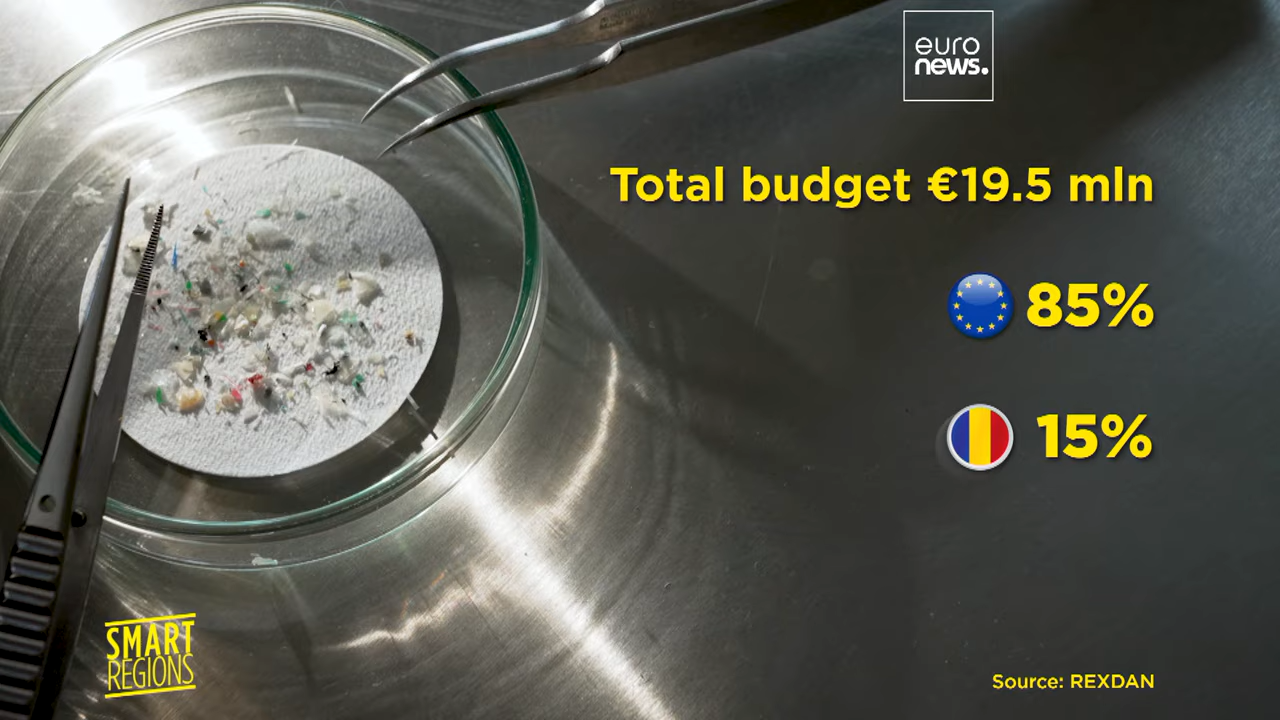 euro
news.
Total budget €19.5 mln
85%
15%
SMART
REGIONS
Source: REXDAN